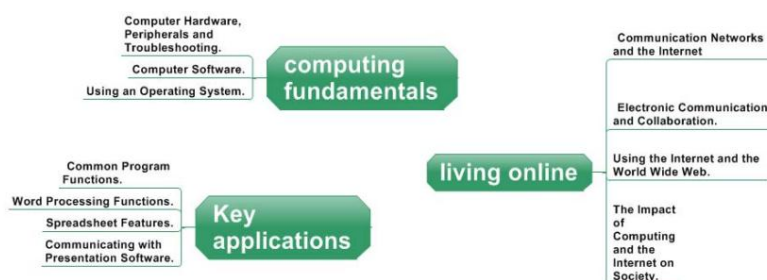 Computer Hardware,
Peripherals and
Troubleshooting.
Computer Software.
Using an Operating System.
computing
fundamentals
Common Program
Functions.
Word Processing Functions.
Spreadsheet Features.
Communicating with
Presentation Software.
Key
applications
living online
Communication Networks
and the Internet
Electronic Communication
and Collaboration.
Using the Internet and the
World Wide Web.
The Impact
of
Computing
and the
Internet on
Society.